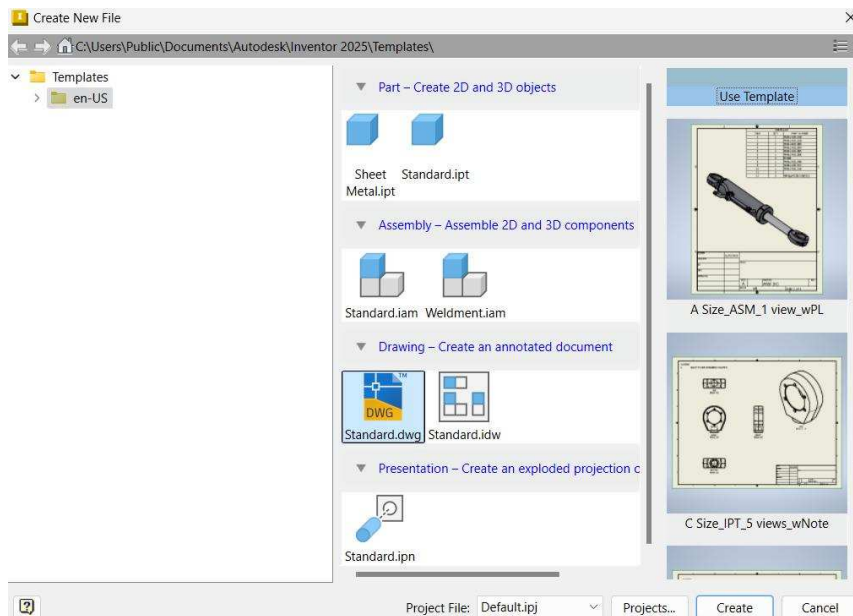 Create New File
C:\Users\Public\Documents\Autodesk\Inventor 2025\Templates\
Templates
en-US
Part – Create 2D and 3D objects
Sheet
Metal.ipt
Standard.ipt
Assembly – Assemble 2D and 3D components
Standard.iam
Weldment.iam
Drawing – Create an annotated document
TM
DWG
Standard.dwg
Standard.idw
Presentation – Create an exploded projection
Standard.ipn
Use Template
A Size_ASM_1 view_wPL
C Size_IPT_5 views_wNote
Project File:
Default.ipj
Projects...
Create
Cancel